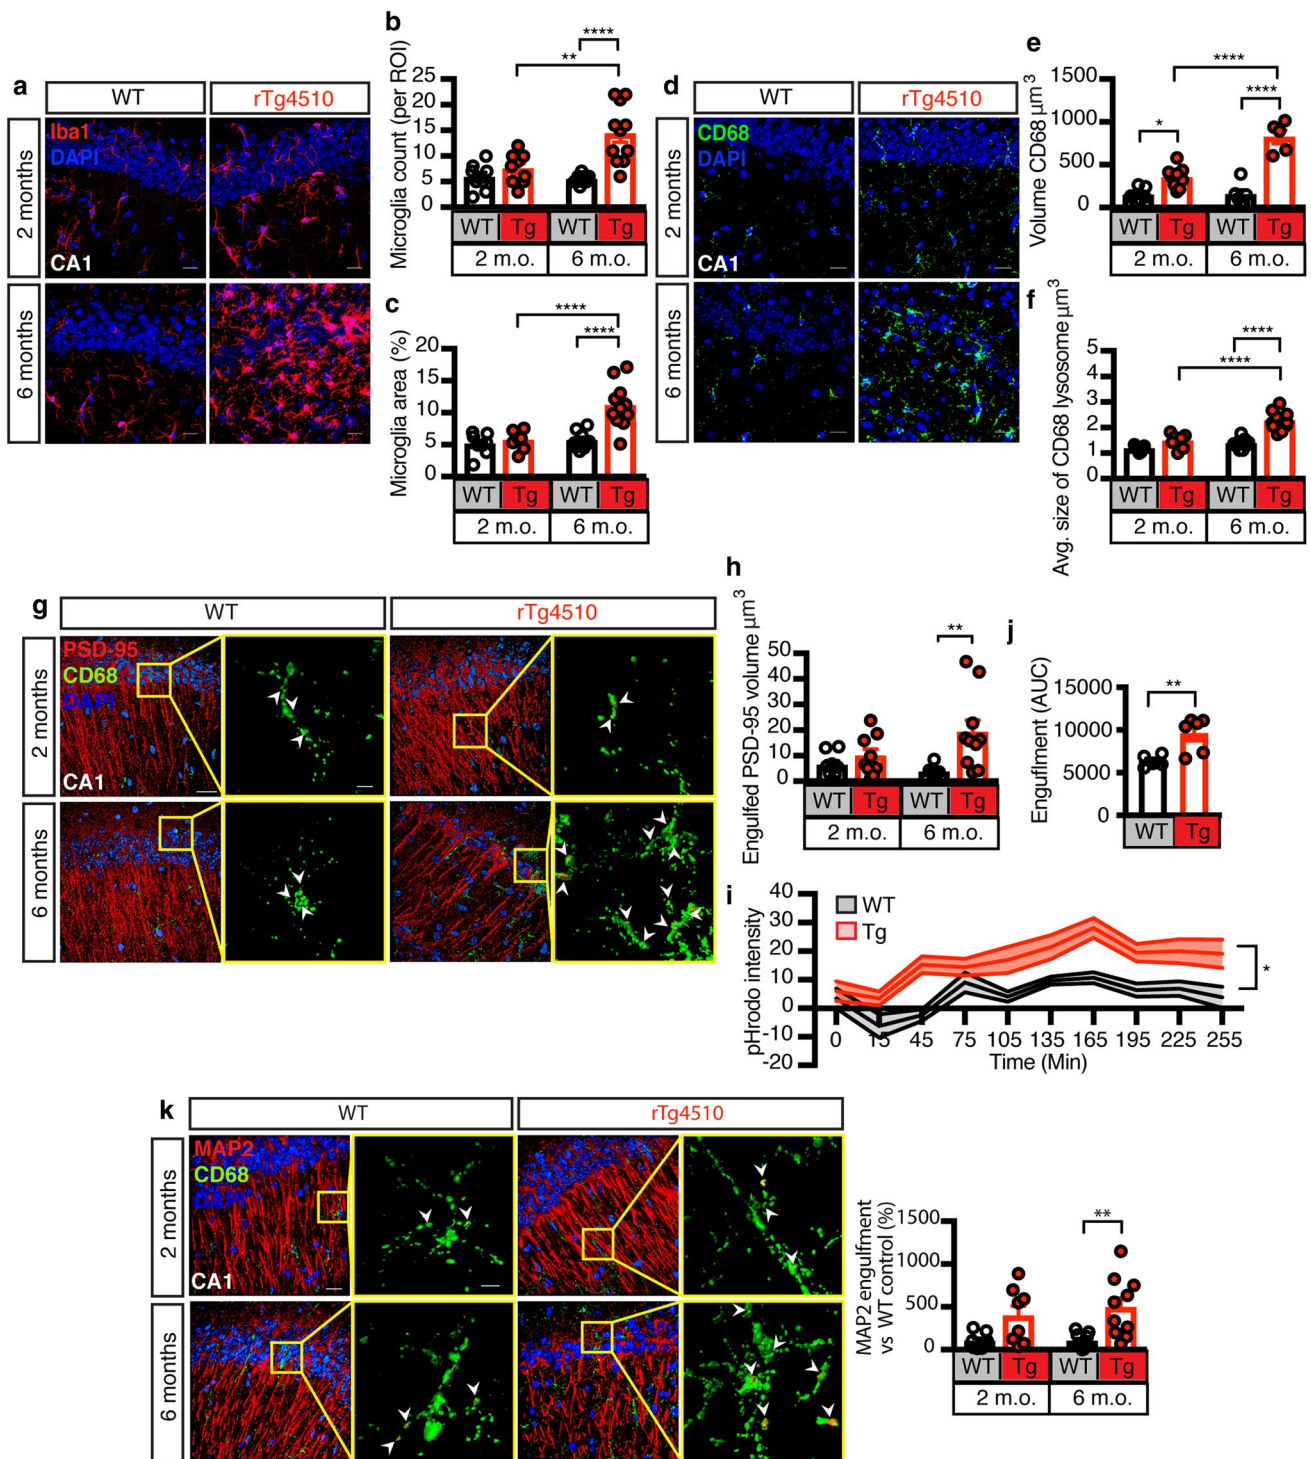 a
WT
rTg4510
2 months
Iba1
DAPI
CA1
6 months
b
Microglia count (per ROI)
****
**
25
20
15
10
5
0
WT Tg WT Tg
2 m.o. 6 m.o.
c
Microglia area (%)
****
****
20
15
10
5
0
WT Tg WT Tg
2 m.o. 6 m.o.
d
WT
rTg4510
2 months
CD68
DAPI
CA1
6 months
e
Volume CD68 µm³
****
****
*
1500
1000
500
0
WT Tg WT Tg
2 m.o. 6 m.o.
f
Avg. size of CD68 lysosome µm³
****
****
5
4
3
2
1
0
WT Tg WT Tg
2 m.o. 6 m.o.
g
WT
rTg4510
2 months
PSD-95
CD68
DAPI
CA1
6 months
h
Engulfed PSD-95 volume µm³
**
50
40
30
20
10
0
WT Tg WT Tg
2 m.o. 6 m.o.
j
Enguflment (AUC)
**
15000
10000
5000
0
WT Tg
i
pHrodo intensity
WT
Tg
40
30
20
10
0
-10
-20
*
0 15 45 75 105 135 165 195 225 255
Time (Min)
k
WT
rTg4510
2 months
MAP2
CD68
DAPI
CA1
6 months
MAP2 engulfment
vs WT control (%)
**
1500
1000
500
0
WT Tg WT Tg
2 m.o. 6 m.o.